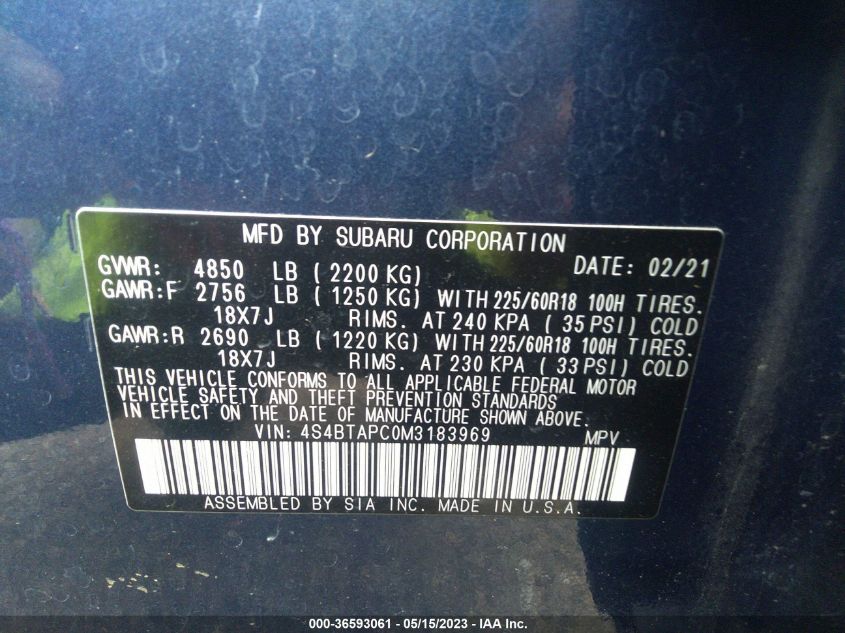 MFD BY SUBARU CORPORATION
GVWR: 4850 LB ( 2200 KG) DATE: 02/21
GAWR:F 2756 LB ( 1250 KG) WITH 225/60R18 100H TIRES.
18X7J RIMS. AT 240 KPA ( 35 PSI) COLD
GAWR:R 2690 LB ( 1220 KG) WITH 225/60R18 100H TIRES.
18X7J RIMS. AT 230 KPA ( 33 PSI) COLD
THIS VEHICLE CONFORMS TO ALL APPLICABLE FEDERAL MOTOR
VEHICLE SAFETY AND THEFT PREVENTION STANDARDS
IN EFFECT ON THE DATE OF MANUFACTURE SHOWN ABOVE.
VIN: 4S4BTAPC0M3183969 MPV
ASSEMBLED BY SIA INC. MADE IN U.S.A.
000-36593061 - 05/15/2023 - IAA Inc.